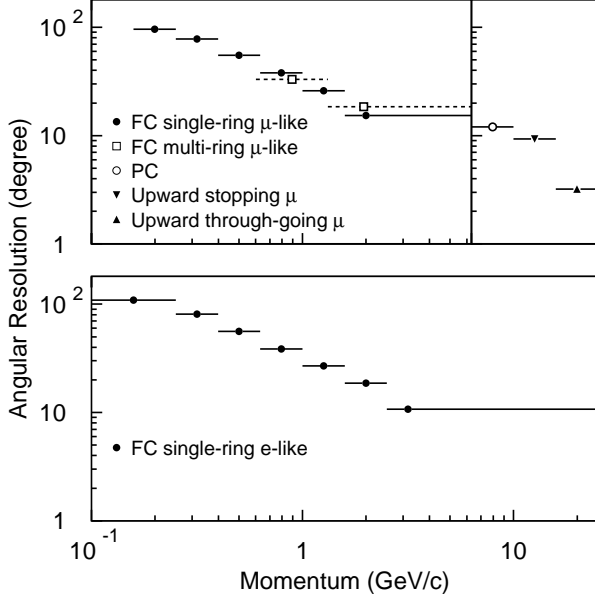 10 2
10
1
FC single-ring μ-like
FC multi-ring μ-like
PC
Upward stopping μ
Upward through-going μ
Angular Resolution (degree)
10 2
10
1
FC single-ring e-like
10 -1
1
10
Momentum (GeV/c)